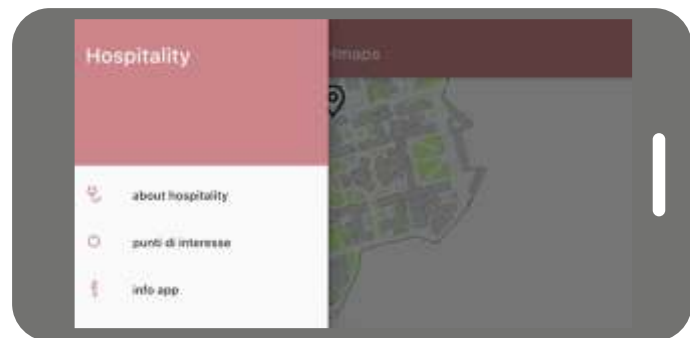 Hospitality
about hospitality
punti di interesse
info app